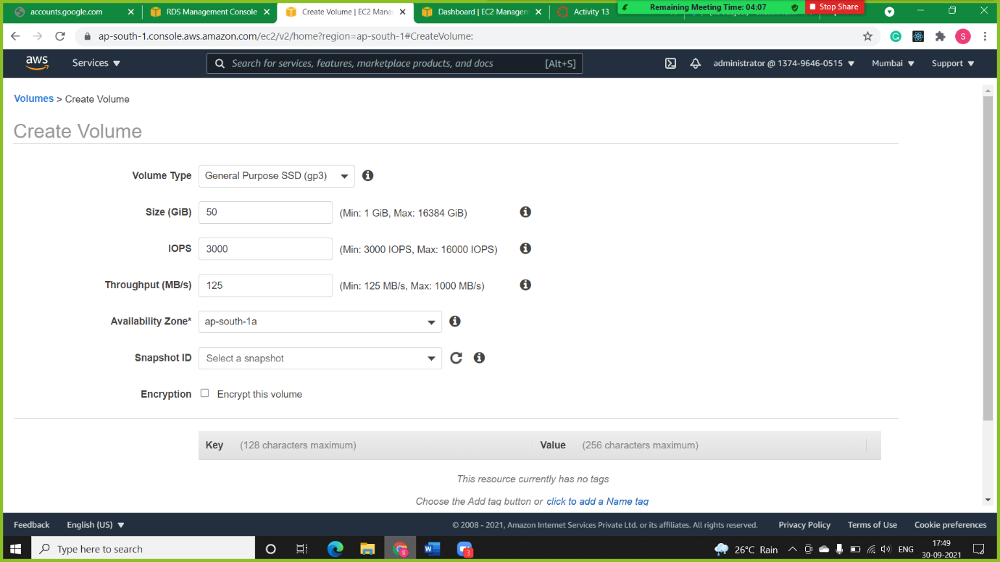 accounts.google.com
RDS Management Console
Create Volume | EC2 Mana
Dashboard | EC2 Managem
Activity 13
Remaining Meeting Time: 04:07
Stop Share
ap-south-1.console.aws.amazon.com/ec2/v2/home?region=ap-south-1#CreateVolume:
S
aws
Services
Search for services, features, marketplace products, and docs
[Alt+S]
administrator @ 1374-9646-0515
Mumbai
Support
Volumes > Create Volume
Create Volume
Volume Type General Purpose SSD (gp3)
Size (GiB) 50 (Min: 1 GiB, Max: 16384 GiB)
IOPS 3000 (Min: 3000 IOPS, Max: 16000 IOPS)
Throughput (MB/s) 125 (Min: 125 MB/s, Max: 1000 MB/s)
Availability Zone* ap-south-1a
Snapshot ID Select a snapshot
Encryption Encrypt this volume
Key (128 characters maximum) Value (256 characters maximum)
This resource currently has no tags
Choose the Add tag button or click to add a Name tag
Feedback English (US) © 2008 - 2021, Amazon Internet Services Private Ltd. or its affiliates. All rights reserved. Privacy Policy Terms of Use Cookie preferences
Type here to search
26°C Rain
ENG
17:49
30-09-2021